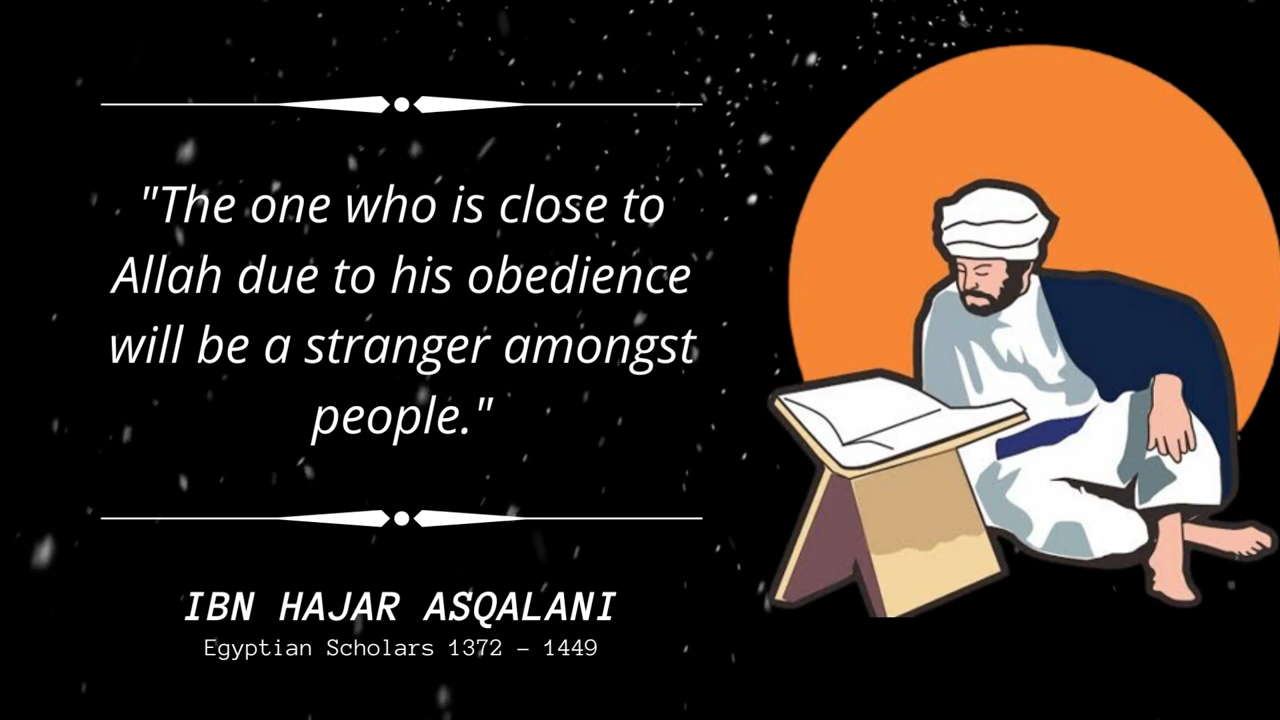 "The one who is close to
Allah due to his obedience
will be a stranger amongst
people."
IBN HAJAR ASQALANI
Egyptian Scholars 1372 - 1449